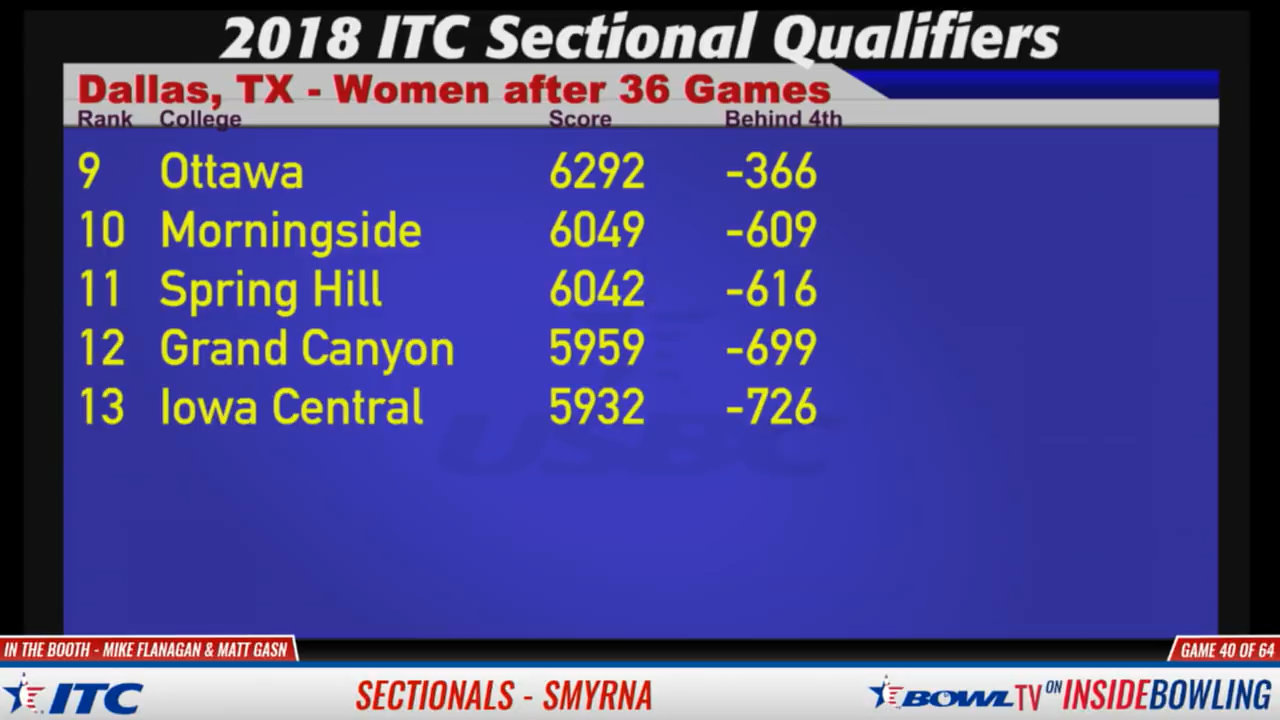 2018 ITC Sectional Qualifiers
Dallas, TX - Women after 36 Games
Rank College Score Behind 4th
9 Ottawa 6292 -366
10 Morningside 6049 -609
11 Spring Hill 6042 -616
12 Grand Canyon 5959 -699
13 Iowa Central 5932 -726
USBC
IN THE BOOTH - MIKE FLANAGAN & MATT GASN
GAME 40 OF 64
ITC
SECTIONALS - SMYRNA
BOWLTV ON INSIDEBOWLING